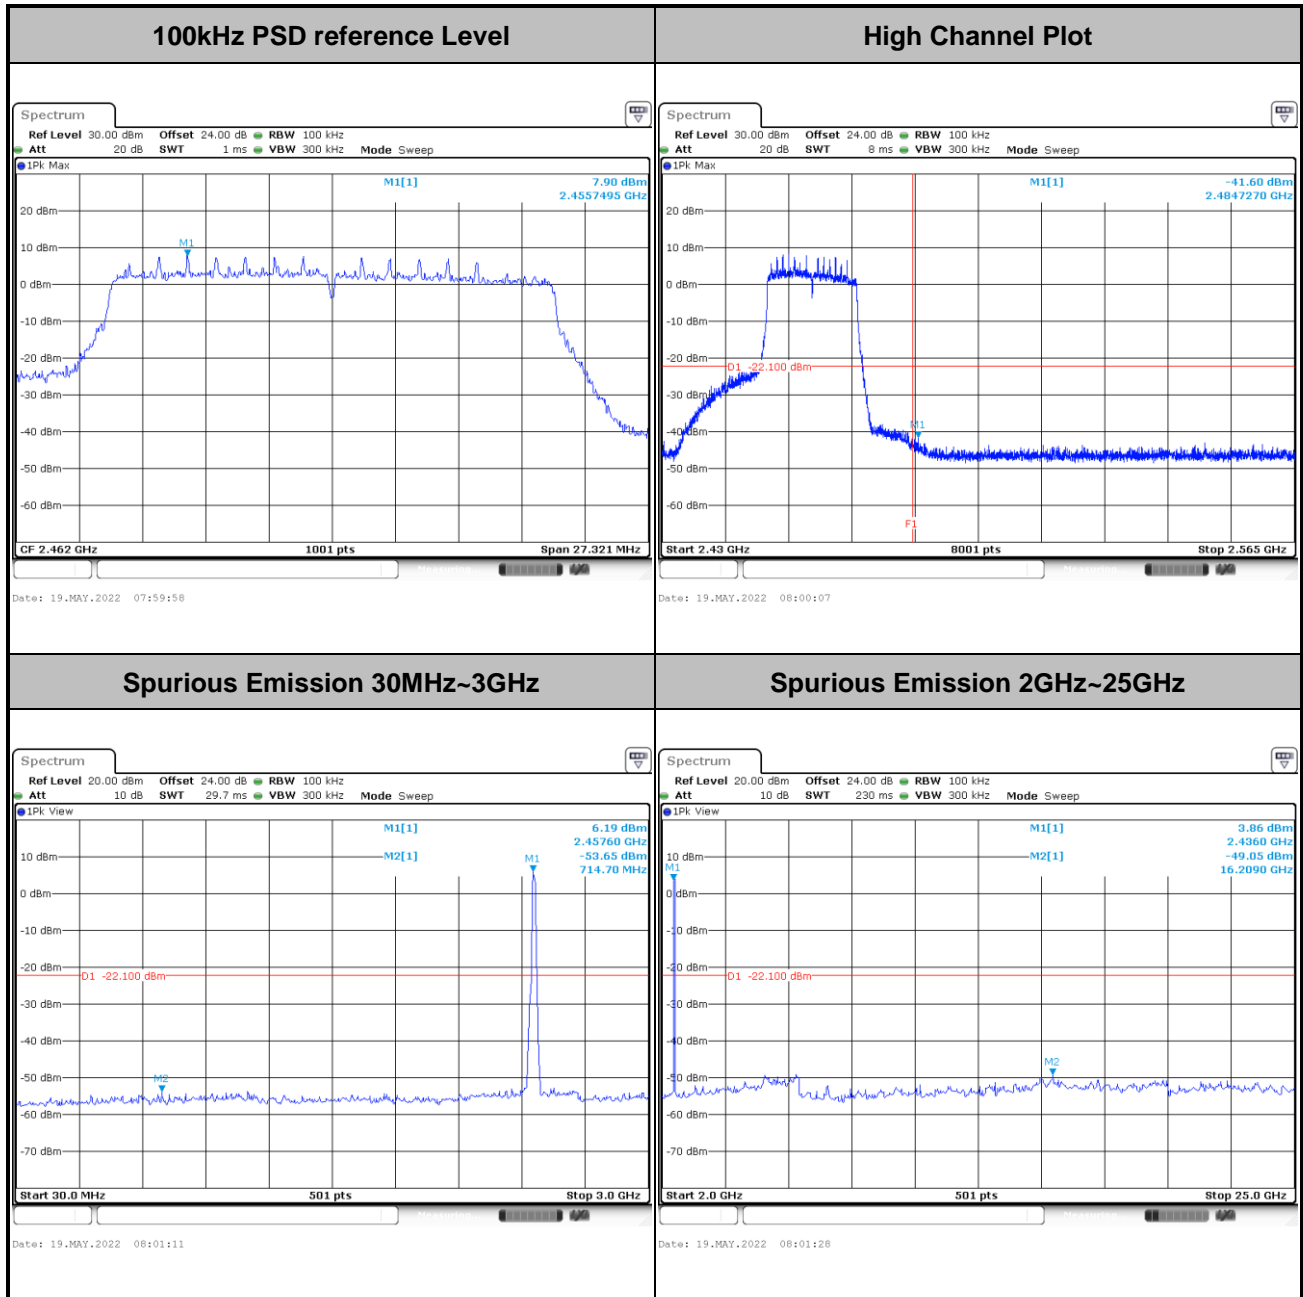 100kHz PSD reference Level
Spectrum
Ref Level 30.00 dBm Offset 24.00 dB RBW 100 kHz
Att 20 dB SWT 1 ms VBW 300 kHz Mode Sweep
1Pk Max
M1[1] 7.90 dBm
2.4557495 GHz
20 dBm
10 dBm
M1
0 dBm
-10 dBm
-20 dBm
-30 dBm
-40 dBm
-50 dBm
-60 dBm
CF 2.462 GHz 1001 pts Span 27.321 MHz
Date: 19.MAY.2022 07:59:58
High Channel Plot
Spectrum
Ref Level 30.00 dBm Offset 24.00 dB RBW 100 kHz
Att 20 dB SWT 8 ms VBW 300 kHz Mode Sweep
1Pk Max
M1[1] -41.60 dBm
2.4847270 GHz
20 dBm
10 dBm
0 dBm
-10 dBm
-20 dBm
D1 -22.100 dBm
-30 dBm
-40 dBm
M1
-50 dBm
-60 dBm
F1
Start 2.43 GHz 8001 pts Stop 2.565 GHz
Date: 19.MAY.2022 08:00:07
Spurious Emission 30MHz~3GHz
Spectrum
Ref Level 20.00 dBm Offset 24.00 dB RBW 100 kHz
Att 10 dB SWT 29.7 ms VBW 300 kHz Mode Sweep
1Pk View
M1[1] 6.19 dBm
2.45760 GHz
M2[1] -53.65 dBm
714.70 MHz
10 dBm
M1
0 dBm
-10 dBm
-20 dBm
D1 -22.100 dBm
-30 dBm
-40 dBm
-50 dBm
M2
-60 dBm
-70 dBm
Start 30.0 MHz 501 pts Stop 3.0 GHz
Date: 19.MAY.2022 08:01:11
Spurious Emission 2GHz~25GHz
Spectrum
Ref Level 20.00 dBm Offset 24.00 dB RBW 100 kHz
Att 10 dB SWT 230 ms VBW 300 kHz Mode Sweep
1Pk View
M1[1] 3.86 dBm
2.4360 GHz
M2[1] -49.05 dBm
16.2090 GHz
10 dBm
M1
0 dBm
-10 dBm
-20 dBm
D1 -22.100 dBm
-30 dBm
-40 dBm
M2
-50 dBm
-60 dBm
-70 dBm
Start 2.0 GHz 501 pts Stop 25.0 GHz
Date: 19.MAY.2022 08:01:28